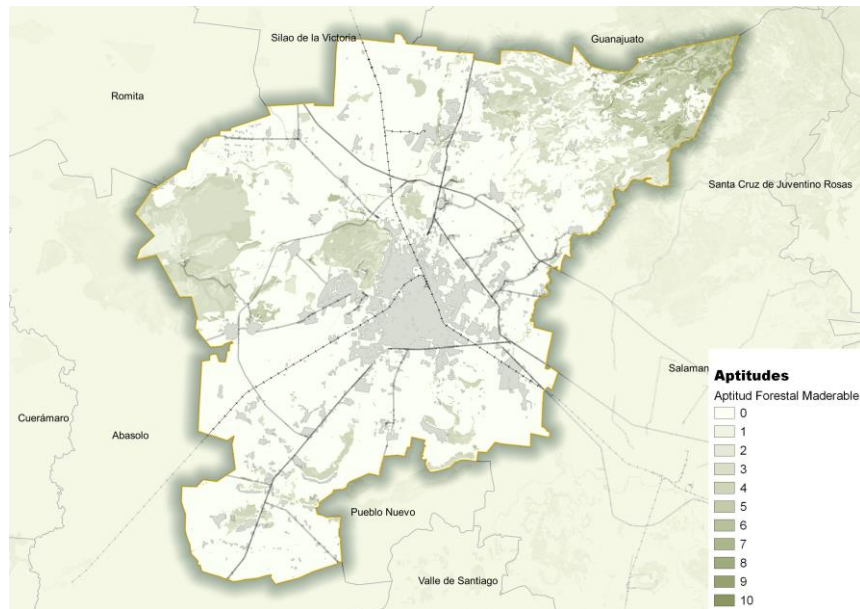 Silao de la Victoria
Guanajuato
Romita
Santa Cruz de Juventino Rosas
Salaman
Cuerámaro
Abasolo
Pueblo Nuevo
Valle de Santiago
Aptitudes
Aptitud Forestal Maderable
0
1
2
3
4
5
6
7
8
9
10